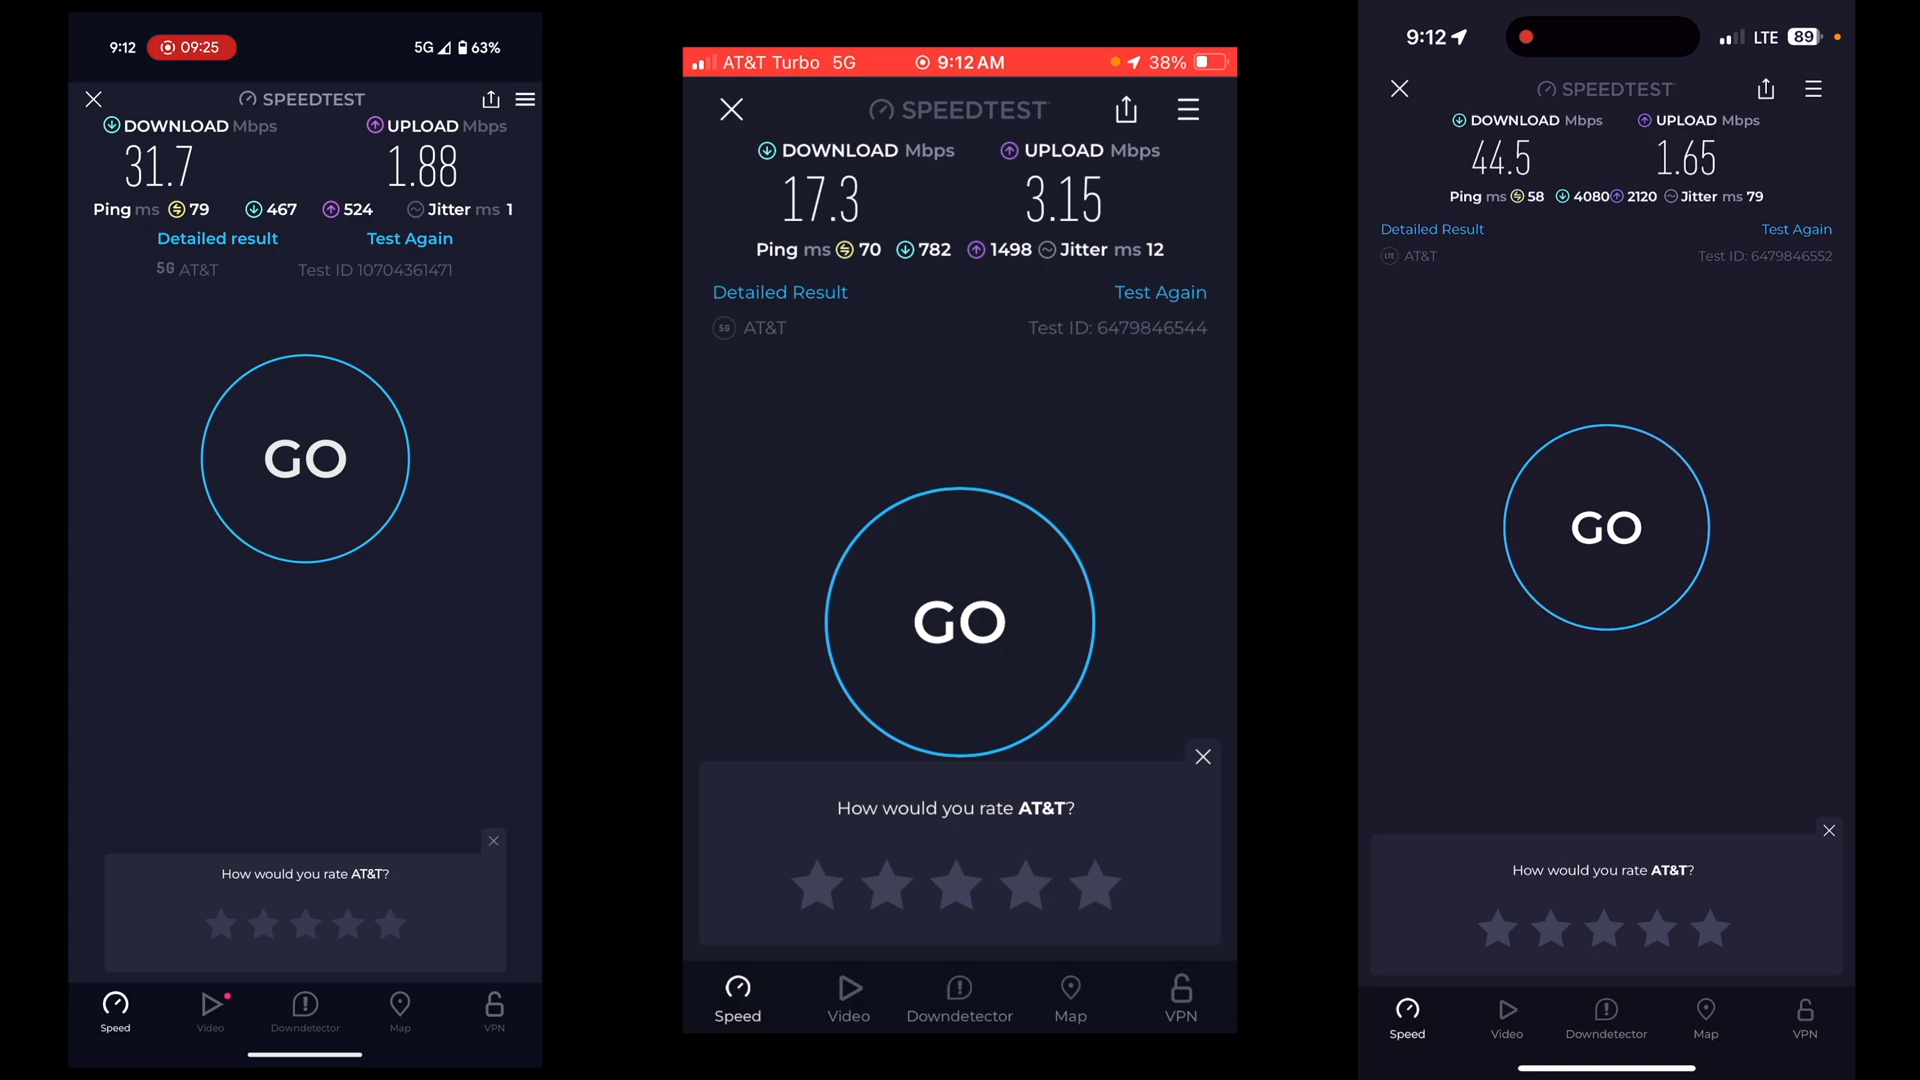 9:12 09:25 5G 63%
SPEEDTEST
DOWNLOAD Mbps UPLOAD Mbps
31.7 1.88
Ping ms 79 467 524 Jitter ms 1
Detailed result Test Again
5G AT&T Test ID 10704361471
GO
How would you rate AT&T?
Speed Video Downdetector Map VPN
AT&T Turbo 5G 9:12 AM 38%
SPEEDTEST
DOWNLOAD Mbps UPLOAD Mbps
17.3 3.15
Ping ms 70 782 1498 Jitter ms 12
Detailed Result Test Again
5G AT&T Test ID: 6479846544
GO
How would you rate AT&T?
Speed Video Downdetector Map VPN
9:12 LTE 89
SPEEDTEST
DOWNLOAD Mbps UPLOAD Mbps
44.5 1.65
Ping ms 58 4080 2120 Jitter ms 79
Detailed Result Test Again
LTE AT&T Test ID: 6479846552
GO
How would you rate AT&T?
Speed Video Downdetector Map VPN